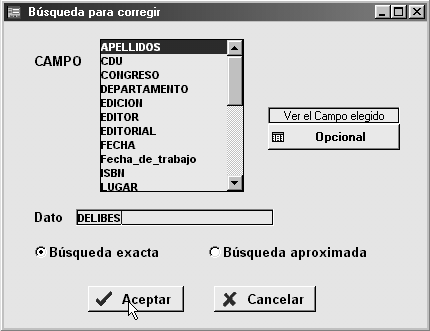 Búsqueda para corregir
CAMPO
APELLIDOS
CDU
CONGRESO
DEPARTAMENTO
EDICION
EDITOR
EDITORIAL
FECHA
Fecha_de_trabajo
ISBN
LUGAR
Ver el Campo elegido
Opcional
Dato DELIBES
Búsqueda exacta Búsqueda aproximada
Aceptar Cancelar